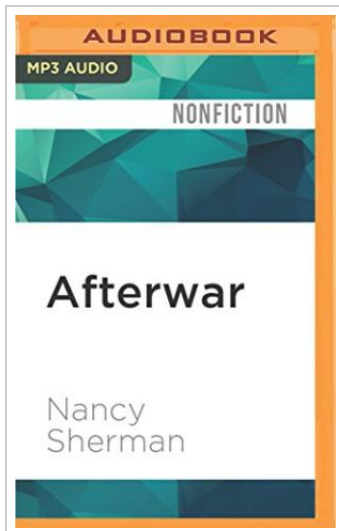 AUDIOBOOK
MP3 AUDIO
NONFICTION
Afterwar
Nancy
Sherman